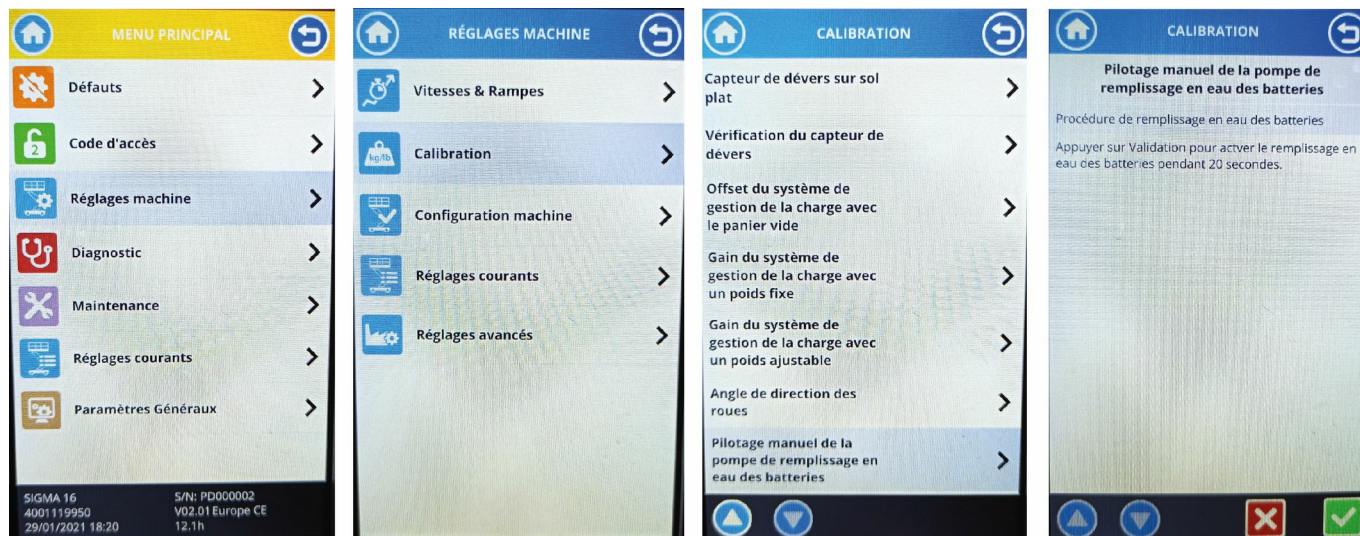 MENU PRINCIPAL
Défauts
2
Code d'accès
Réglages machine
Diagnostic
Maintenance
Réglages courants
Paramètres Généraux
SIGMA 16
S/N: PD000002
4001119950
V02.01 Europe CE
29/01/2021 18:20
12.1h
RÉGLAGES MACHINE
Vitesses & Rampes
kg/lb
Calibration
Configuration machine
Réglages courants
Réglages avancés
CALIBRATION
Capteur de dévers sur sol
plat
Vérification du capteur de
dévers
Offset du système de
gestion de la charge avec
le panier vide
Gain du système de
gestion de la charge avec
un poids fixe
Gain du système de
gestion de la charge avec
un poids ajustable
Angle de direction des
roues
Pilotage manuel de la
pompe de remplissage en
eau des batteries
CALIBRATION
Pilotage manuel de la pompe de
remplissage en eau des batteries
Procédure de remplissage en eau des batteries
Appuyer sur Validation pour actver le remplissage en
eau des batteries pendant 20 secondes.